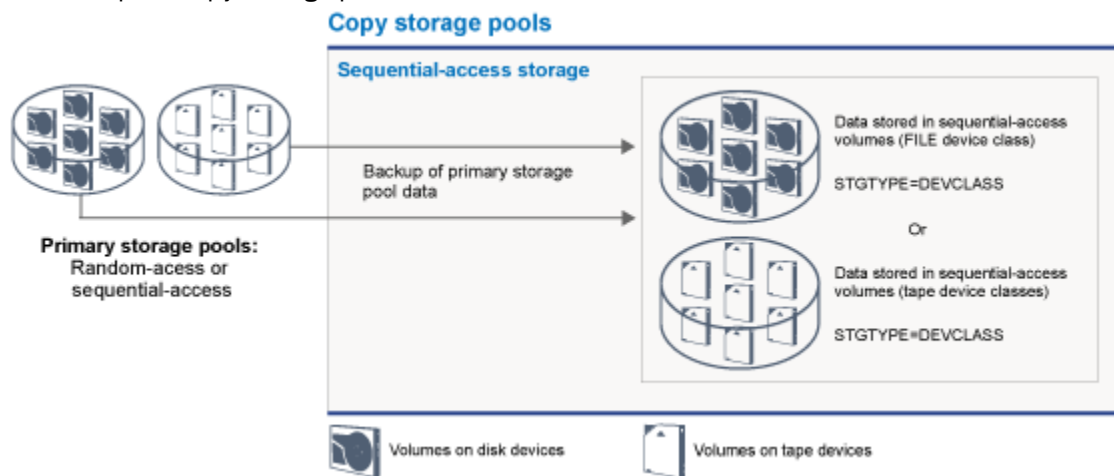 Copy storage pools
Sequential-access storage
Data stored in sequential-access
volumes (FILE device class)
STGTYPE=DEVCLASS
Backup of primary storage
pool data
Or
Primary storage pools:
Random-acess or
sequential-access
Data stored in sequential-access
volumes (tape device classes)
STGTYPE=DEVCLASS
Volumes on disk devices
Volumes on tape devices